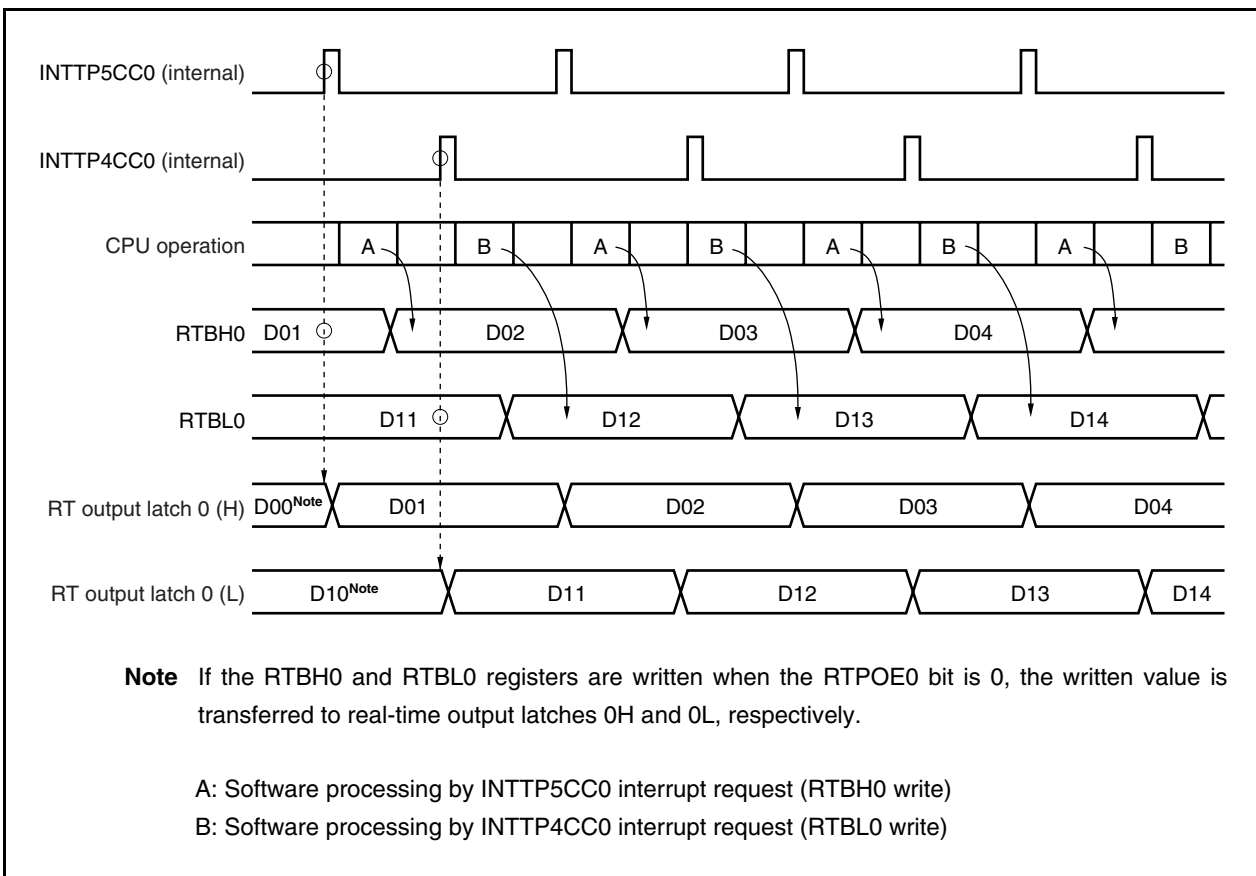 INTTP5CC0 (internal)
INTTP4CC0 (internal)
CPU operation A B A B A B A B
RTBH0 D01 D02 D03 D04
RTBL0 D11 D12 D13 D14
RT output latch 0 (H) D00Note D01 D02 D03 D04
RT output latch 0 (L) D10Note D11 D12 D13 D14
Note If the RTBH0 and RTBL0 registers are written when the RTPOE0 bit is 0, the written value is
transferred to real-time output latches 0H and 0L, respectively.
A: Software processing by INTTP5CC0 interrupt request (RTBH0 write)
B: Software processing by INTTP4CC0 interrupt request (RTBL0 write)